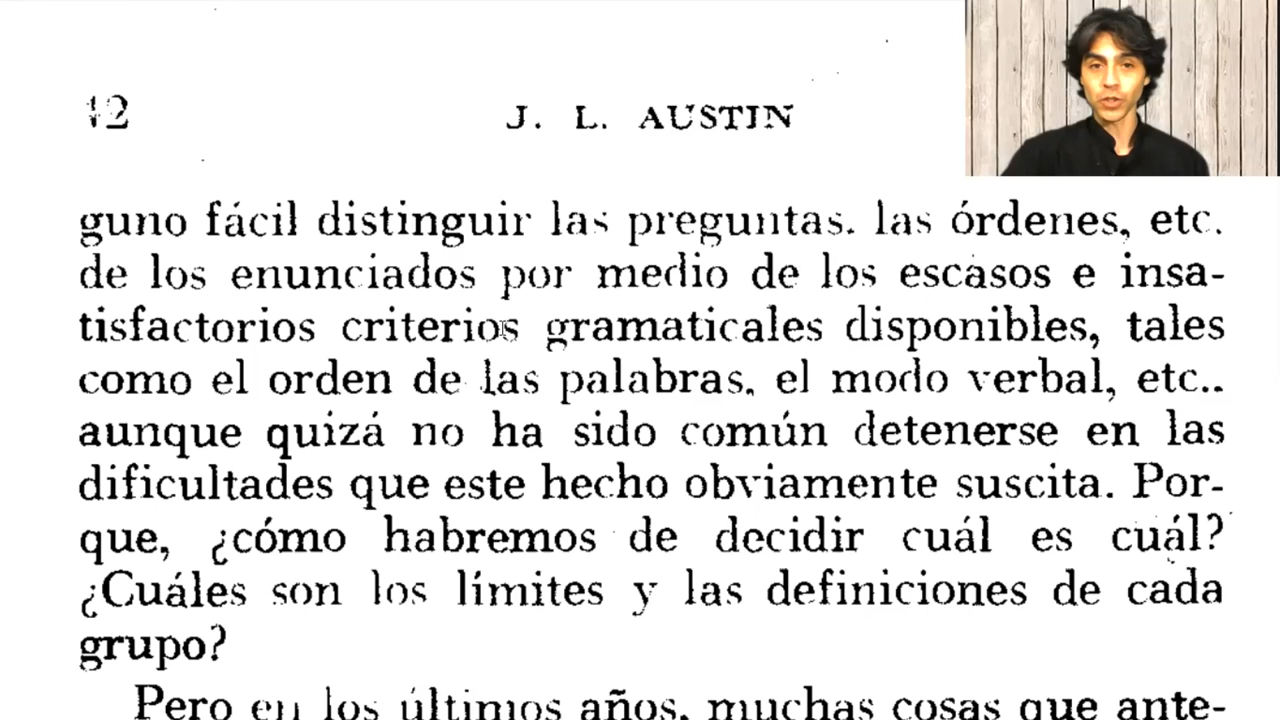 42
J. L. AUSTIN
guno fácil distinguir las preguntas. las órdenes, etc.
de los enunciados por medio de los escasos e insa-
tisfactorios criterios gramaticales disponibles, tales
como el orden de las palabras, el modo verbal, etc..
aunque quizá no ha sido común detenerse en las
dificultades que este hecho obviamente suscita. Por-
que, ¿cómo habremos de decidir cuál es cuál?
¿Cuáles son los límites y las definiciones de cada
grupo?
Pero en los últimos años, muchas cosas que ante-